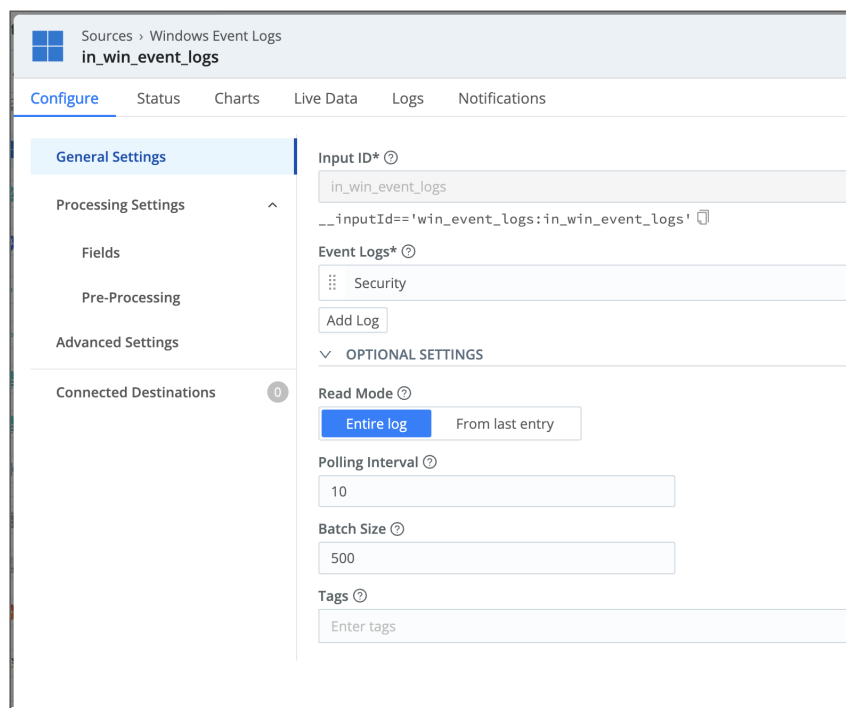 Sources › Windows Event Logs
in_win_event_logs
Configure Status Charts Live Data Logs Notifications
General Settings
Processing Settings
Fields
Pre-Processing
Advanced Settings
Connected Destinations 0
Input ID*
in_win_event_logs
__inputId=='win_event_logs:in_win_event_logs'
Event Logs*
Security
Add Log
OPTIONAL SETTINGS
Read Mode
Entire log From last entry
Polling Interval
10
Batch Size
500
Tags
Enter tags